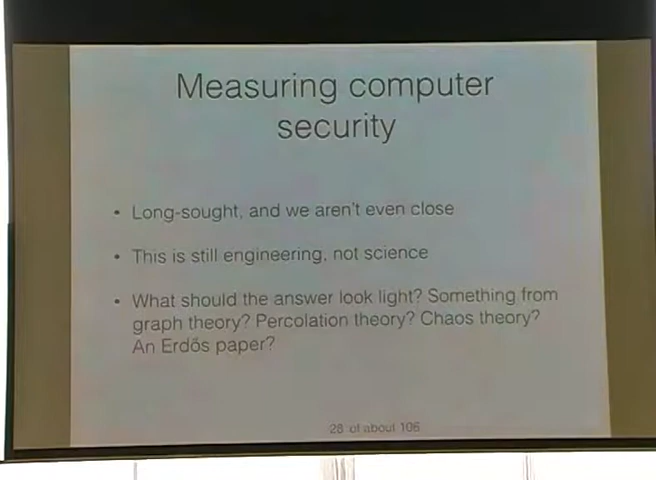 Measuring computer
security
• Long-sought, and we aren't even close
• This is still engineering, not science
• What should the answer look light? Something from
graph theory? Percolation theory? Chaos theory?
An Erdős paper?
28 of about 106